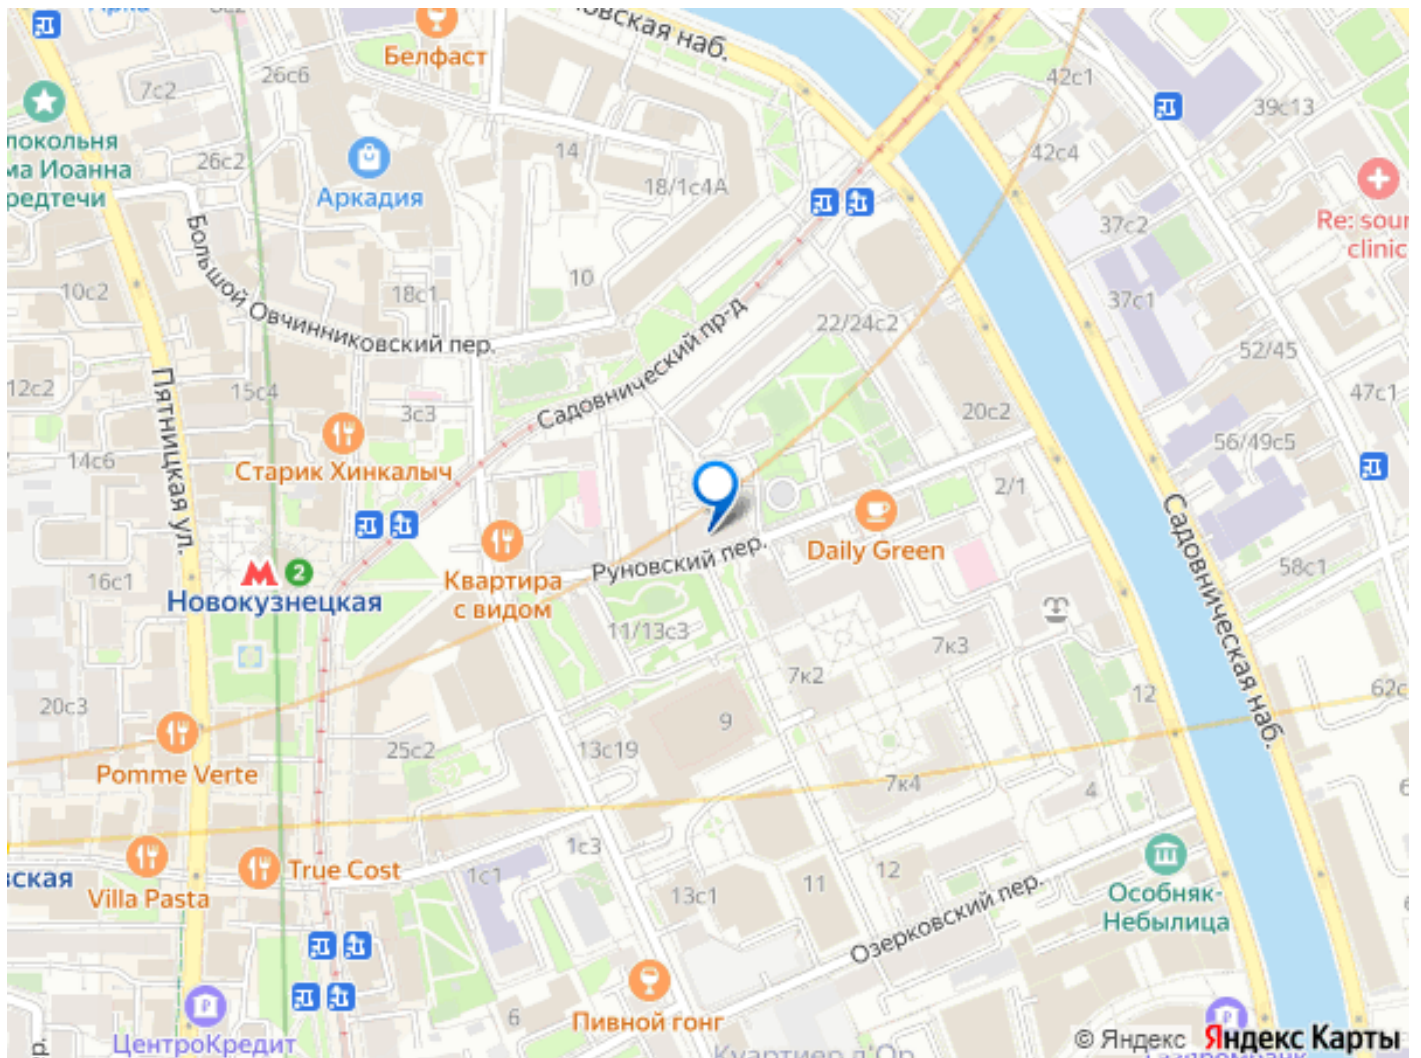 26с6
7с2
Белфаст
овская наб.
42с1
39с13
локольня
ма Иоанна
редтечи
26с2
Аркадия
14
18/1с4А
42с4
37с2
Re: sour
clinic
Большой Овчинниковский пер.
10с2
18с1
10
Садовнический пр-д
22/24с2
37с1
52/45
47с1
12с2
15с4
3с3
20с2
56/49с5
14с6
Пятницкая ул.
Старик Хинкалыч
2/1
Садовническая наб.
Daily Green
Руновский пер.
16с1
2
Новокузнецкая
Квартира
с видом
58с1
11/13с3
7к3
7к2
12
62с
20с3
9
25с2
13с19
Pomme Verte
7к4
4
1с3
ская
Villa Pasta
True Cost
1с1
13с1
11
12
Озерковский пер.
Особняк-
Небылица
6
Пивной гонг
ЦентроКредит
Квартиер д'Ор
© Яндекс Яндекс Карты